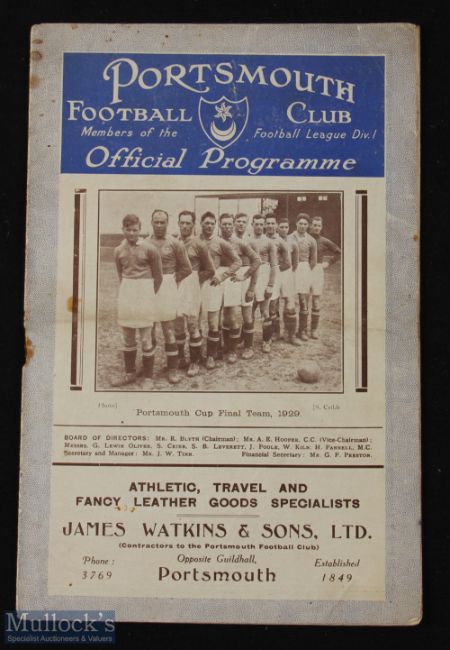 PORTSMOUTH
FOOTBALL CLUB
Members of the Football League Div. I
Official Programme
Photo] [S. Cribb
Portsmouth Cup Final Team, 1929.
BOARD OF DIRECTORS: MR. R. BLYTH (Chairman); MR. A. E. HOOPER, C.C. (Vice-Chairman);
MESSRS. G. LEWIN OLIVER, S. CRIBB, S. B. LEVERETT, J. POOLE, W. KILN, H. FARRELL, M.C.
Secretary and Manager: MR. J. W. TINN. Financial Secretary: MR. G. F. PRESTON.
ATHLETIC, TRAVEL AND
FANCY LEATHER GOODS SPECIALISTS
JAMES WATKINS & SONS, LTD.
(Contractors to the Portsmouth Football Club)
Phone: Opposite Guildhall, Established
3769 Portsmouth 1849
Mullock's
Specialist Auctioneers & Valuers